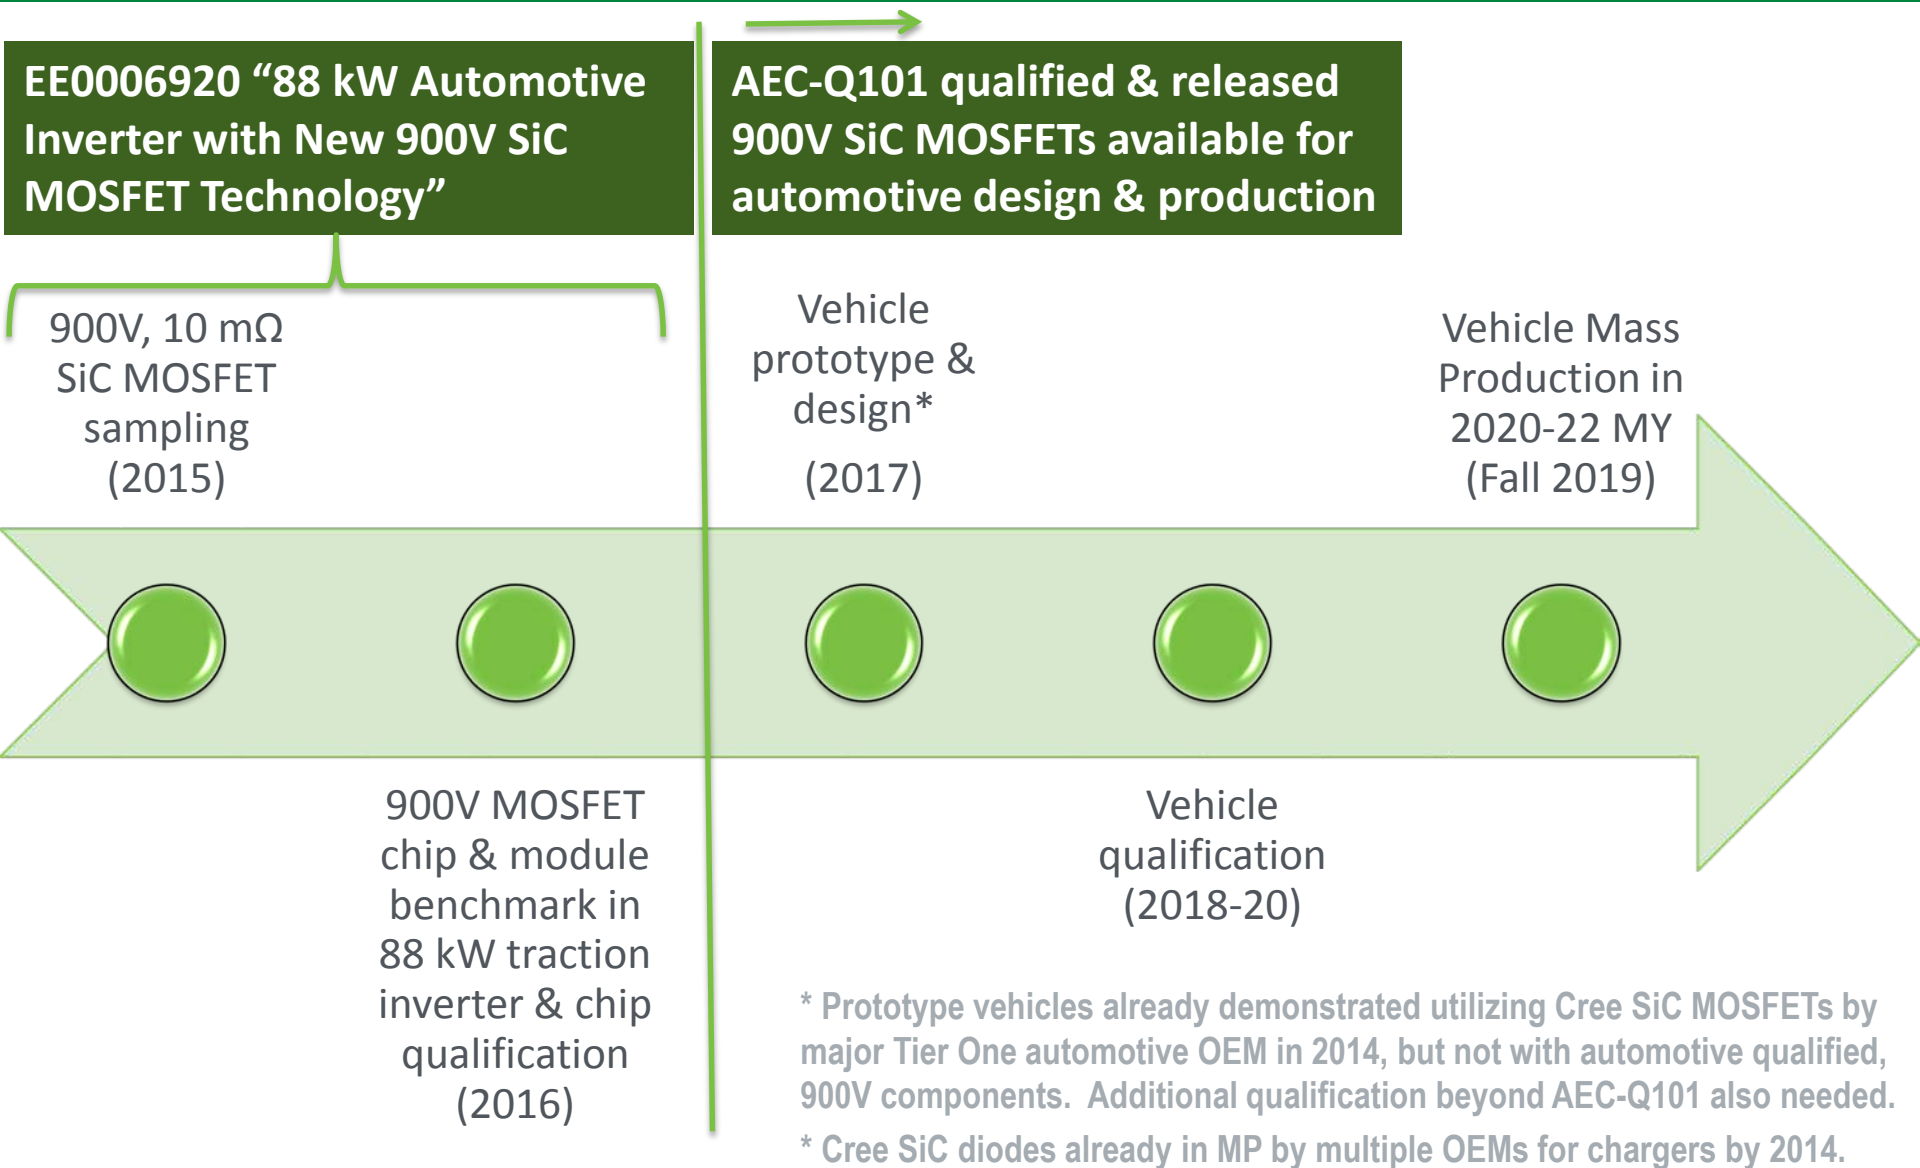 EE0006920 “88 kW Automotive
Inverter with New 900V SiC
MOSFET Technology”
AEC-Q101 qualified & released
900V SiC MOSFETs available for
automotive design & production
900V, 10 mΩ
SiC MOSFET
sampling
(2015)
Vehicle
prototype &
design*
(2017)
Vehicle Mass
Production in
2020-22 MY
(Fall 2019)
900V MOSFET
chip & module
benchmark in
88 kW traction
inverter & chip
qualification
(2016)
Vehicle
qualification
(2018-20)
* Prototype vehicles already demonstrated utilizing Cree SiC MOSFETs by
major Tier One automotive OEM in 2014, but not with automotive qualified,
900V components.  Additional qualification beyond AEC-Q101 also needed.
* Cree SiC diodes already in MP by multiple OEMs for chargers by 2014.